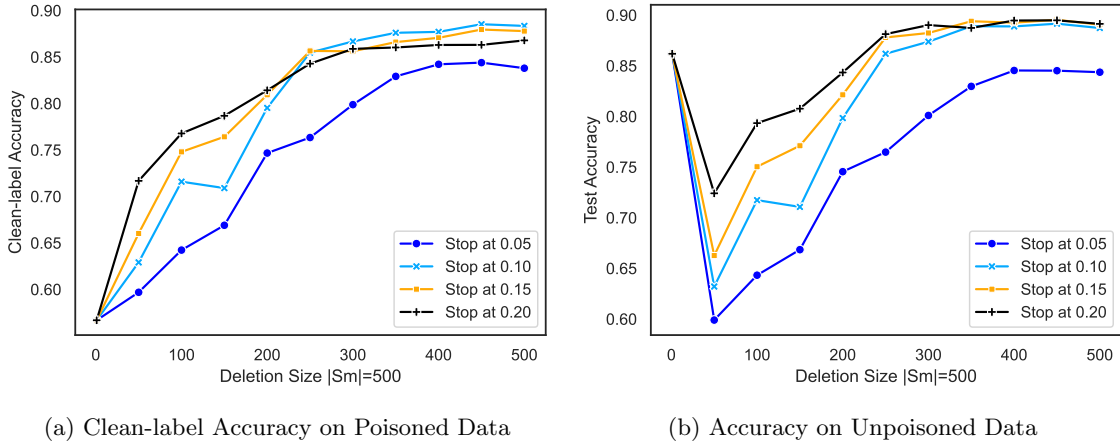 0.90
0.85
0.80
0.75
0.70
0.65
0.60
Clean-label Accuracy
Stop at 0.05
Stop at 0.10
Stop at 0.15
Stop at 0.20
0 100 200 300 400 500
Deletion Size |Sm|=500
(a) Clean-label Accuracy on Poisoned Data
0.90
0.85
0.80
0.75
0.70
0.65
0.60
Test Accuracy
Stop at 0.05
Stop at 0.10
Stop at 0.15
Stop at 0.20
0 100 200 300 400 500
Deletion Size |Sm|=500
(b) Accuracy on Unpoisoned Data